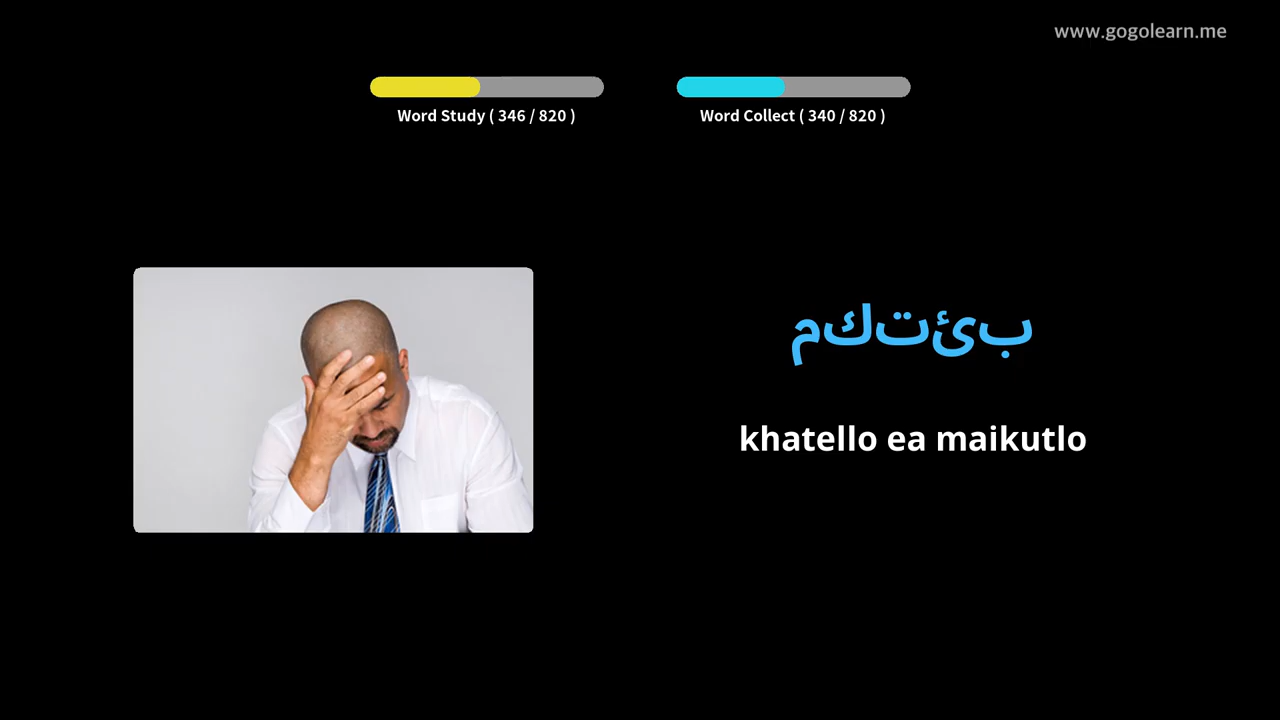 www.gogolearn.me
Word Study ( 346 / 820 )
Word Collect ( 340 / 820 )
بئتكم
khatello ea maikutlo